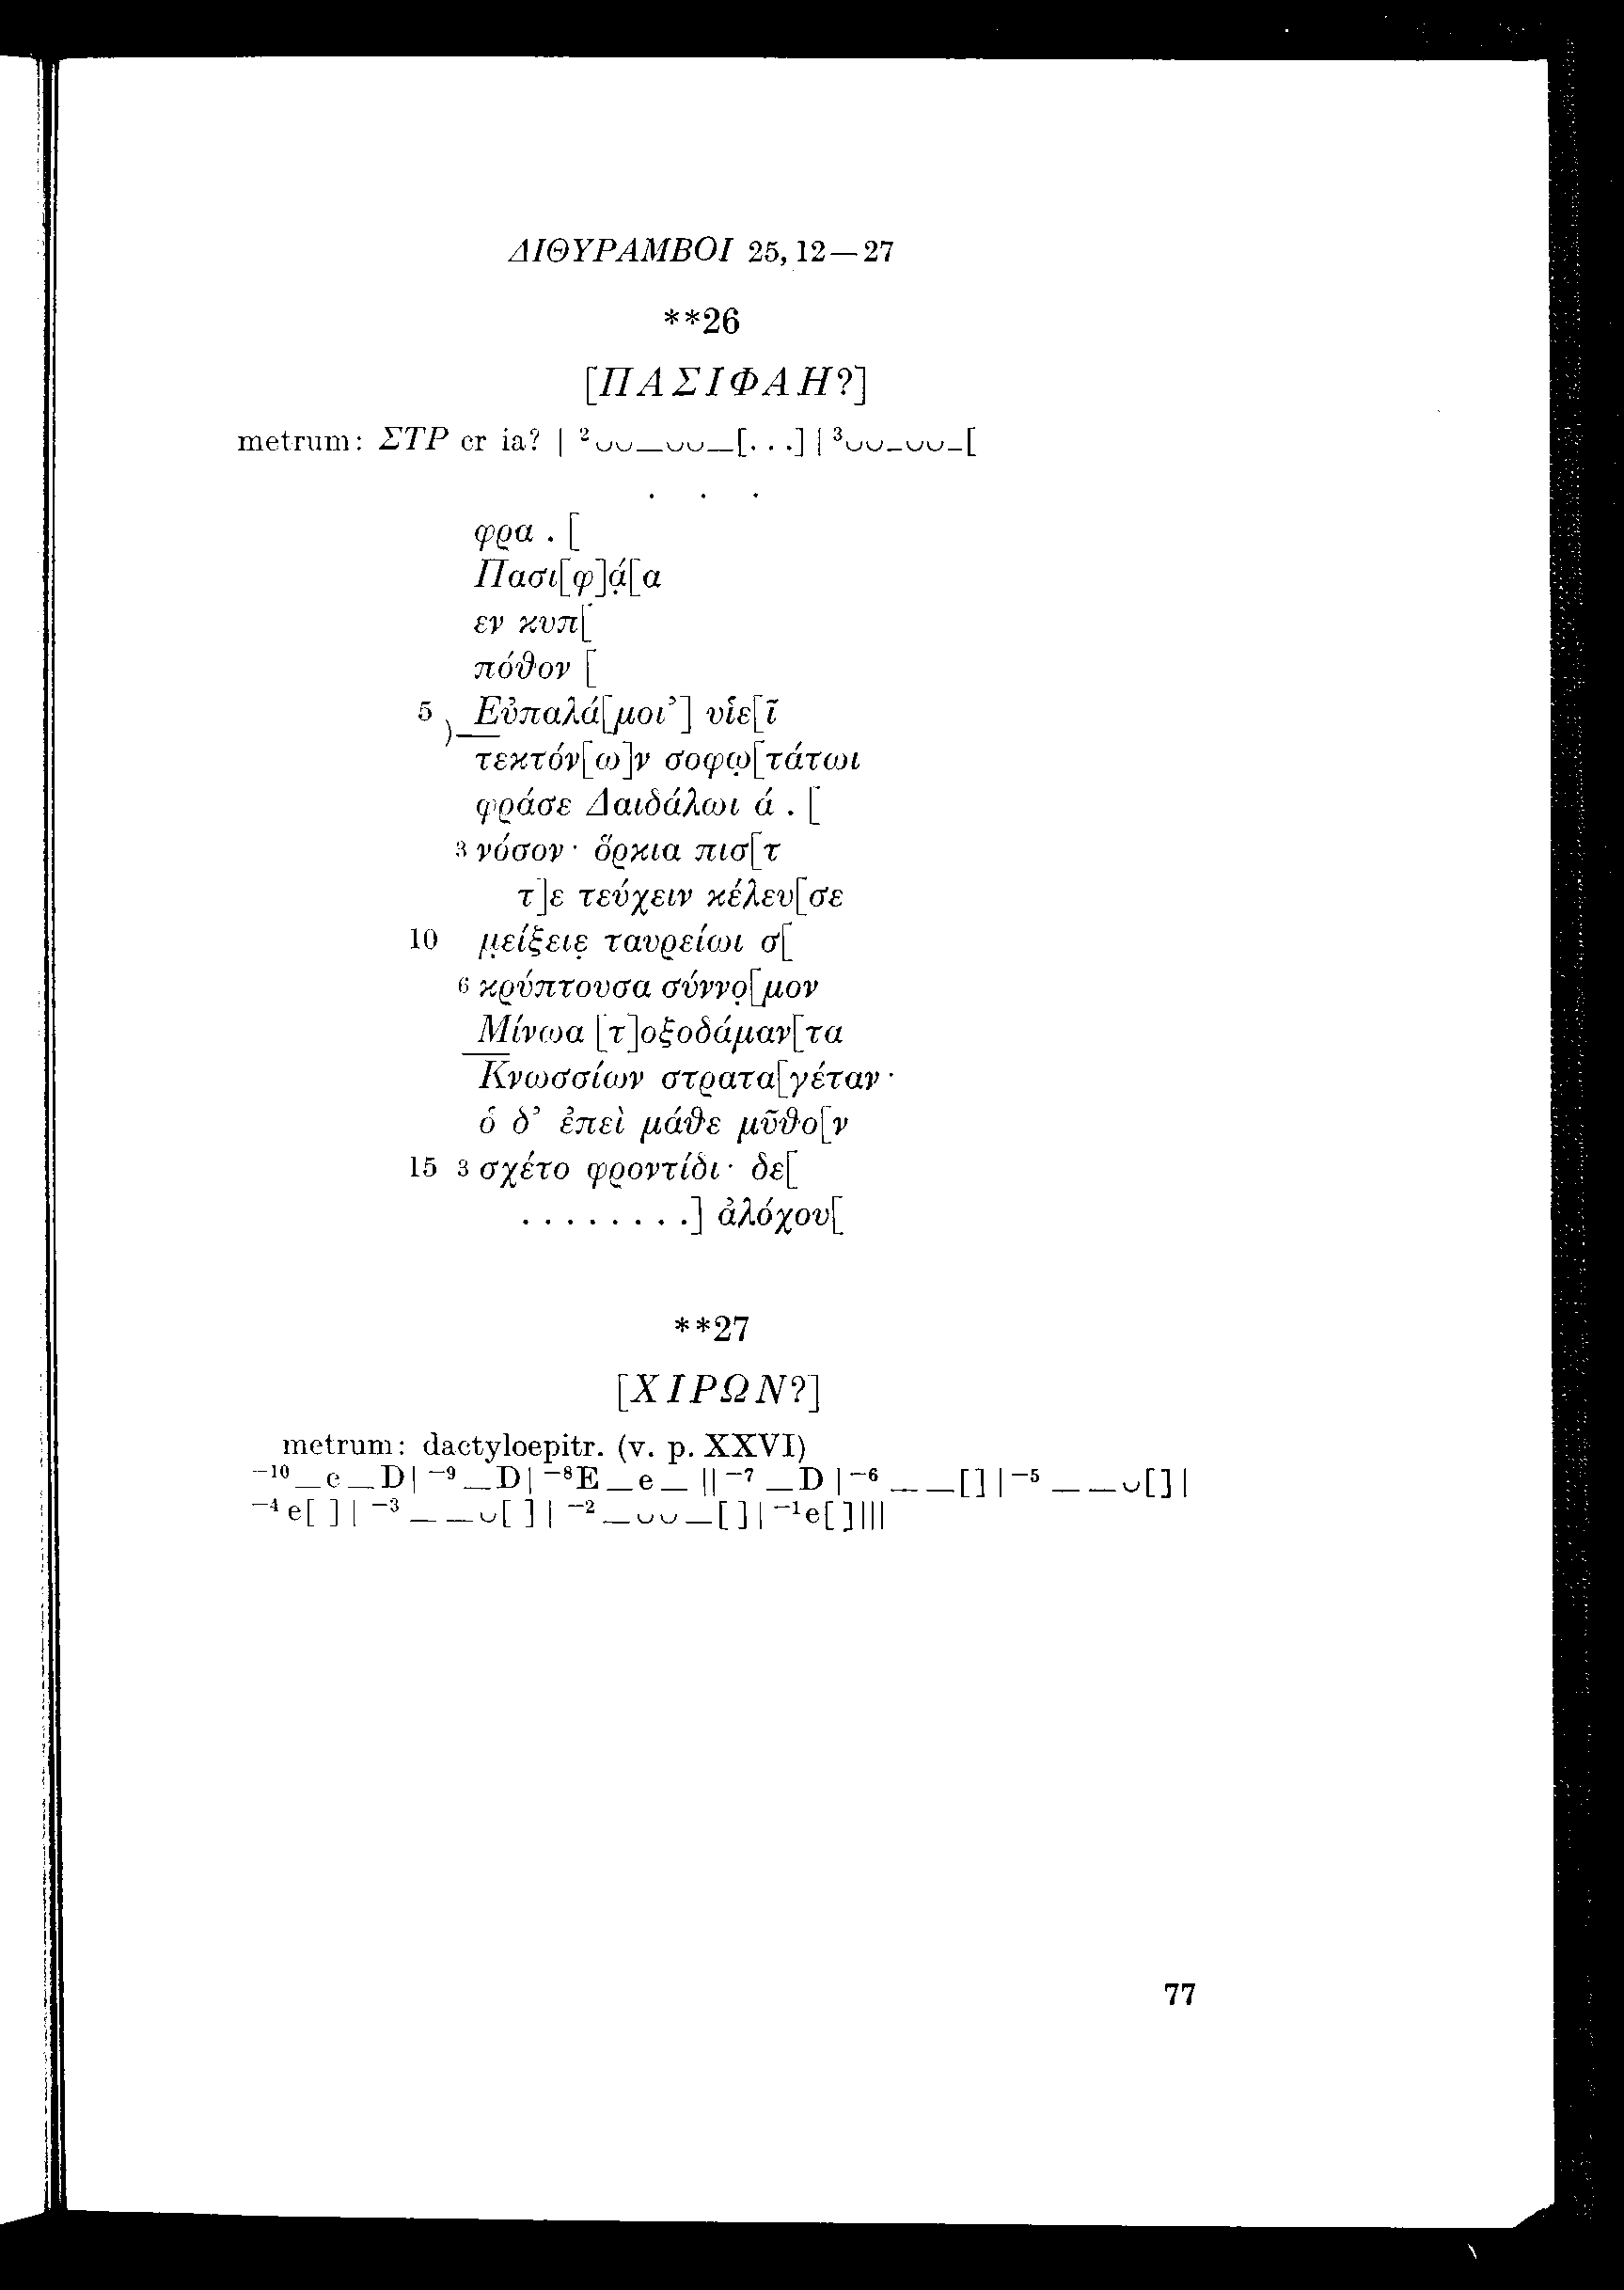 ΔΙΘΥΡΑΜΒΟΙ 25, 12—27
**26
[ΠΑΣΙΦΑΗ?]
metrum: ΣΤΡ cr ia? | ²⏑⏑—⏑⏑—[. . .] | ³⏑⏑–⏑⏑–[
. . .
φρα . [
Πασι[φ]ά̣[α
εν κυπ[
πόθον [
5 Εὐπαλά[μοι’] υἱε[ῖ
τεκτόν[ω]ν σοφω̣[τάτωι
φράσε Δαιδάλωι ά . [
3 νόσον· ὅρκια πισ[τ
τ]ε τεύχειν κέλευ[σε
10 μ̣είξειε̣ ταυρείωι σ[
6 κρύπτουσα σύννο̣[μον
Μίνωα [τ]οξοδάμαν[τα
Κνωσσίων στρατα[γέταν·
ὁ δ’ ἐπεὶ μάθε μῦθο[ν
15 3 σχέτο φροντίδι· δε[
. . . . . . . .] ἀλόχου[
**27
[ΧΙΡΩΝ?]
metrum: dactyloepitr. (v. p. XXVI)
⁻¹⁰—e—D| ⁻⁹—D| ⁻⁸E—e— || ⁻⁷ —D | ⁻⁶ — —[] | ⁻⁵ — —⏑[] |
⁻⁴ e[ ] | ⁻³ — —⏑[ ] | ⁻²—⏑⏑—[ ] | ⁻¹e[ ]|||
77